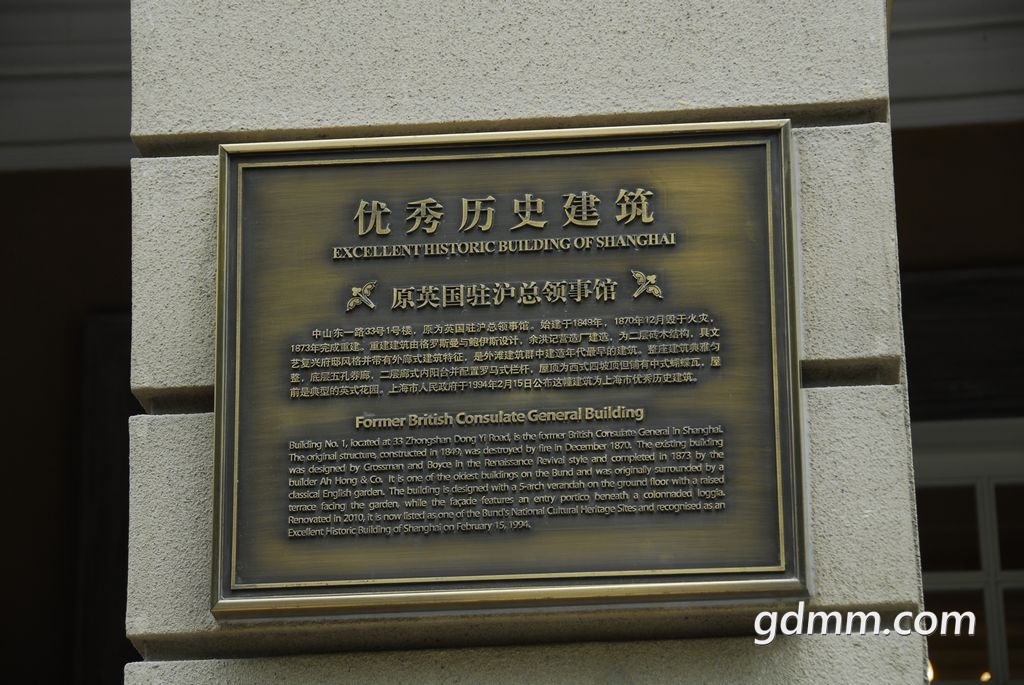 优秀历史建筑
EXCELLENT HISTORIC BUILDING OF SHANGHAI
原英国驻沪总领事馆
中山东一路33号1号楼，原为英国驻沪总领事馆。始建于1849年，1870年12月毁于火灾，
1873年完成重建。重建建筑由格罗斯曼与鲍伊斯设计，余洪记营造厂建造，为二层砖木结构，具文
艺复兴府邸风格并带有外廊式建筑特征，是外滩建筑群中建造年代最早的建筑。整座建筑典雅匀
整，底层五孔券廊，二层廊式内阳台并配置罗马式栏杆，屋顶为西式四坡顶但铺有中式蝴蝶瓦，屋
前是典型的英式花园。上海市人民政府于1994年2月15日公布这幢建筑为上海市优秀历史建筑。
Former British Consulate General Building
Building No. 1, located at 33 Zhongshan Dong Yi Road, is the former British Consulate General in Shanghai.
The original structure, constructed in 1849, was destroyed by fire in December 1870. The existing building
was designed by Grossman and Boyce in the Renaissance Revival style and completed in 1873 by the
builder Ah Hong & Co. It is one of the oldest buildings on the Bund and was originally surrounded by a
classical English garden. The building is designed with a 5-arch verandah on the ground floor with a raised
terrace facing the garden, while the façade features an entry portico beneath a colonnaded loggia.
Renovated in 2010, it is now listed as one of the Bund's National Cultural Heritage Sites and recognised as an
Excellent Historic Building of Shanghai on February 15, 1994.
gdmm.com